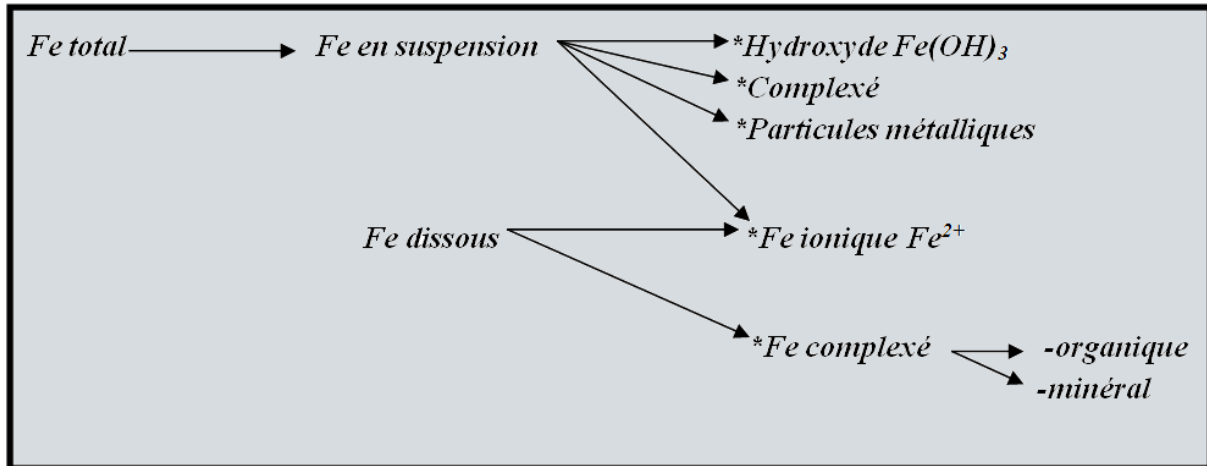 Fe total Fe en suspension *Hydroxyde Fe(OH)₃
*Complexé
*Particules métalliques
Fe dissous *Fe ionique Fe²⁺
*Fe complexé -organique
-minéral